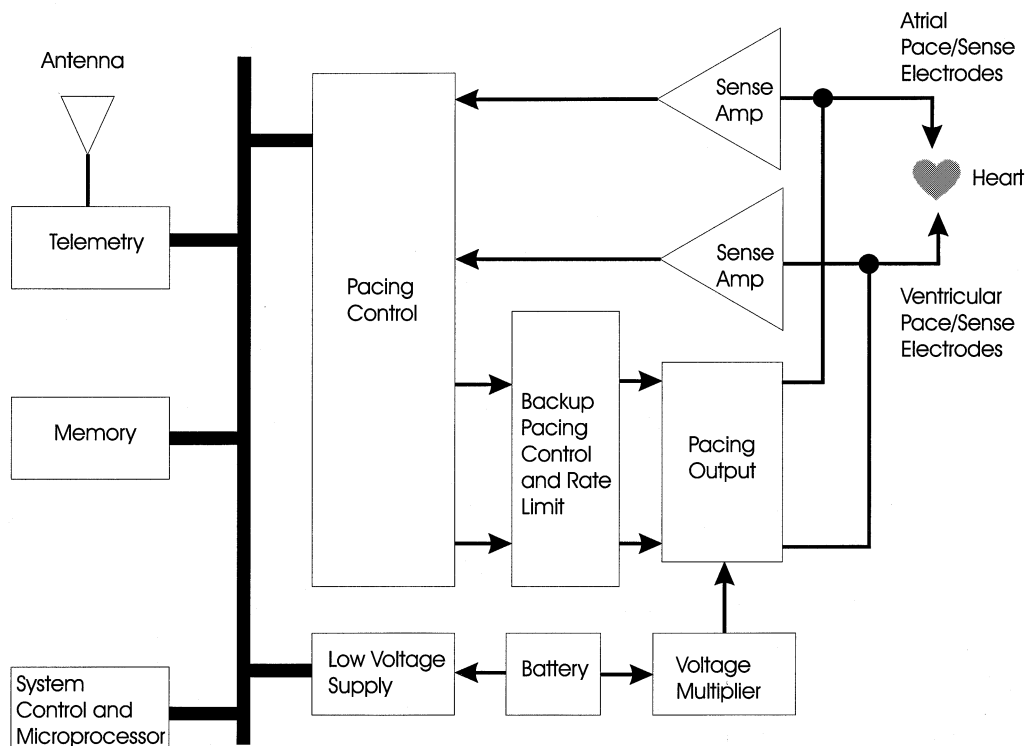 Antenna
Telemetry
Memory
System
Control and
Microprocessor
Pacing
Control
Sense
Amp
Sense
Amp
Atrial
Pace/Sense
Electrodes
Heart
Ventricular
Pace/Sense
Electrodes
Backup
Pacing
Control
and Rate
Limit
Pacing
Output
Low Voltage
Supply
Battery
Voltage
Multiplier